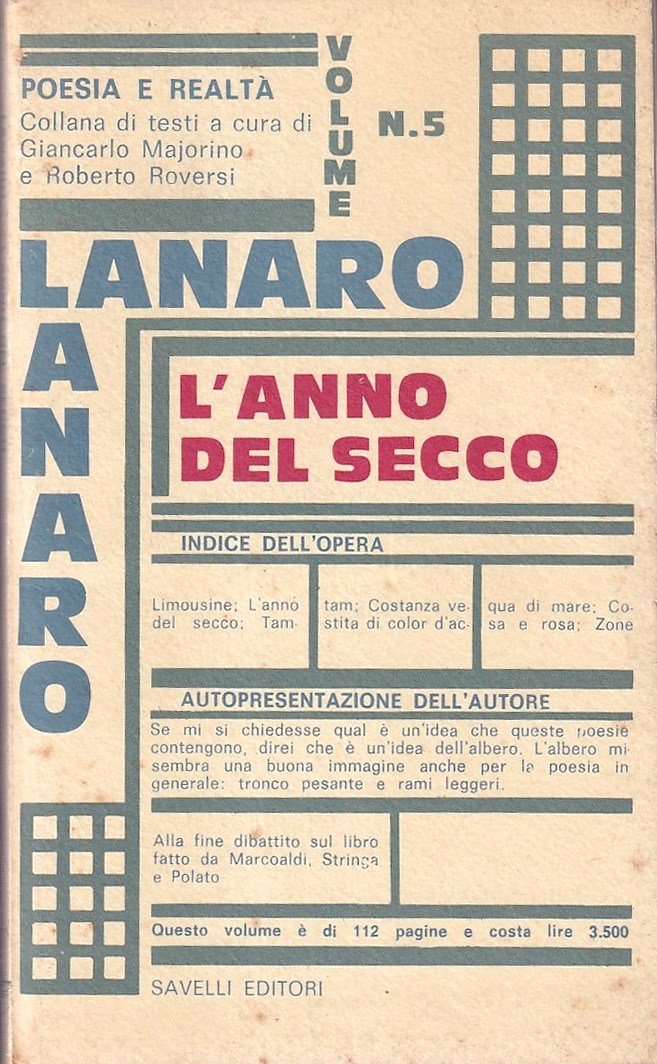 POESIA E REALTÀ
Collana di testi a cura di
Giancarlo Majorino
e Roberto Roversi
VOLUME
N.5
LANARO
LANARO
L'ANNO
DEL SECCO
INDICE DELL'OPERA
Limousine; L'anno
del secco; Tam-
tam; Costanza ve-
stita di color d'ac-
qua di mare; Co-
sa e rosa; Zone
AUTOPRESENTAZIONE DELL'AUTORE
Se mi si chiedesse qual è un'idea che queste poesie
contengono, direi che è un'idea dell'albero. L'albero mi
sembra una buona immagine anche per la poesia in
generale: tronco pesante e rami leggeri.
Alla fine dibattito sul libro
fatto da Marcoaldi, Stringa
e Polato
Questo volume è di 112 pagine e costa lire 3.500
SAVELLI EDITORI